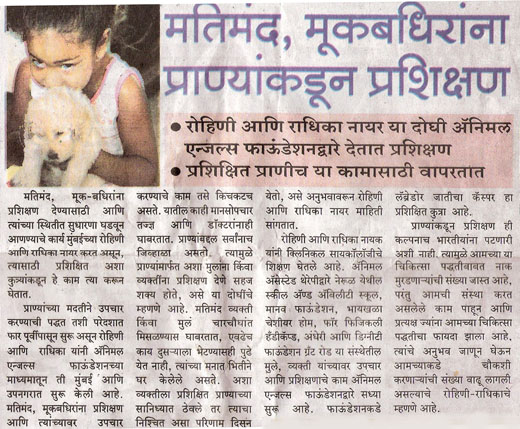 मतिमंद, मूकबधिरांना
प्राण्यांकडून प्रशिक्षण
• रोहिणी आणि राधिका नायर या दोघी ॲनिमल
एन्जल्स फाऊंडेशनद्वारे देतात प्रशिक्षण
• प्रशिक्षित प्राणीच या कामासाठी वापरतात
मतिमंद, मूक-बधिरांना
प्रशिक्षण देण्यासाठी आणि
त्यांच्या स्थितीत सुधारणा घडवून
आणण्याचे कार्य मुंबईच्या रोहिणी
आणि राधिका नायर करत असून,
त्यासाठी प्रशिक्षित अशा
कुत्र्यांकडून हे काम त्या करून
घेतात.
प्राण्यांच्या मदतीने उपचार
करण्याची पद्धत तशी परदेशात
फार पूर्वीपासून सुरू असून रोहिणी
आणि राधिका यांनी ॲनिमल
एन्जल्स फाऊंडेशनच्या
माध्यमातून ती मुंबई आणि
उपनगरात सुरू केली आहे.
मतिमंद, मूकबधिरांना प्रशिक्षण
आणि त्यांच्यावर उपचार
करण्याचे काम तसे किचकटच
असते. यातील काही मानसोपचार
तज्ज्ञ आणि डॉक्टरांनाही
घाबरतात. प्राण्यांबद्दल सर्वांनाच
जिव्हाळा असतो. त्यामुळे
प्राण्यांमार्फत अशा मुलांना किंवा
व्यक्तींना प्रशिक्षण देणे सहज
शक्य होते, असे या दोघींचे
म्हणणे आहे. मतिमंद व्यक्ती
किंवा मुलं चारचौघांत
मिसळण्यास घाबरतात, एवढेच
काय दुसऱ्याला भेटण्यासही पुढे
येत नाही, त्यांच्या मनात भितीने
घर केलेले असते. अशा
व्यक्तीला प्रशिक्षित प्राण्याच्या
सानिध्यात ठेवले तर त्याचा
निश्चित असा परिणाम दिसून
येतो, असे अनुभवावरून रोहिणी
आणि राधिका नायर माहिती
सांगतात.
रोहिणी आणि राधिका नायक
यांनी क्लिनिकल सायकॉलॉजीचे
शिक्षण घेतले आहे. ॲनिमल
ॲसेस्टेड थेरपीद्वारे नेरूळ येथील
स्कील ॲण्ड ॲविलीटी स्कूल,
मानव फाऊंडेशन, भायखळा
चेशीयर होम, फॉर फिजिकली
हँडीकॅण्ड, अंधेरी आणि डिग्नीटी
फाऊंडेशन ग्रँट रोड या संस्थेतील
मुले, व्यक्ती यांच्यावर उपचार
आणि प्रशिक्षणाचे काम ॲनिमल
एन्जल्स फाऊंडेशनद्वारे सध्या
सुरू आहे. फाऊंडेशनकडे
लॅब्रेडोर जातीचा कॅस्पर हा
प्रशिक्षित कुत्रा आहे.
प्राण्यांकडून प्रशिक्षण ही
कल्पनाच भारतीयांना पटणारी
अशी नाही. त्यामुळे आमच्या या
चिकित्सा पद्धतीबाबत नाक
मुरडणाऱ्यांची संख्या जास्त आहे,
परंतु आमची संस्था करत
असलेले काम पाहून आणि
प्रत्यक्ष ज्यांना आमच्या चिकित्सा
पद्धतीचा फायदा झाला आहे.
त्यांचे अनुभव जाणून घेऊन
आमच्याकडे चौकशी
करणाऱ्यांची संख्या वाढू लागली
असल्याचे रोहिणी-राधिकाचे
म्हणणे आहे.